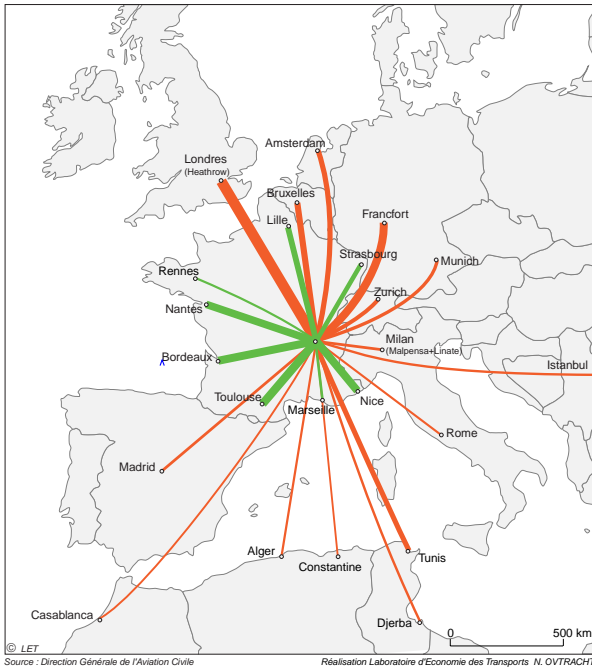 Amsterdam
Londres
(Heathrow)
Bruxelles
Francfort
Lille
Strasbourg
Munich
Rennes
Zurich
Nantes
Milan
(Malpensa+Linate)
Bordeaux
Istanbul
Toulouse
Nice
Marseille
Rome
Madrid
Alger
Tunis
Constantine
Casablanca
Djerba
0 500 km
© LET
Source : Direction Générale de l'Aviation Civile Réalisation Laboratoire d'Economie des Transports N. OVTRACHT